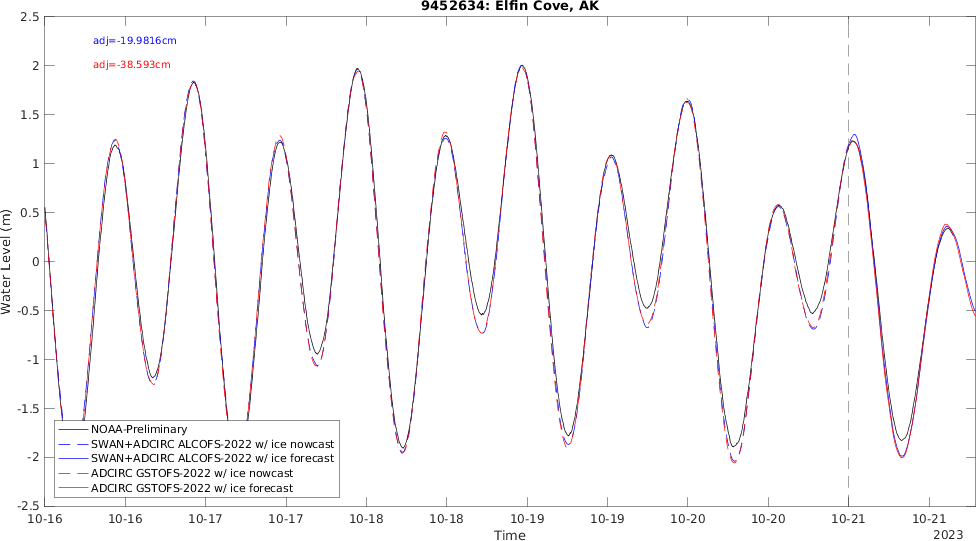 9452634: Elfin Cove, AK
adj=-19.9816cm
adj=-38.593cm
2.5
2
1.5
1
0.5
0
-0.5
-1
-1.5
-2
-2.5
Water Level (m)
NOAA-Preliminary
SWAN+ADCIRC ALCOFS-2022 w/ ice nowcast
SWAN+ADCIRC ALCOFS-2022 w/ ice forecast
ADCIRC GSTOFS-2022 w/ ice nowcast
ADCIRC GSTOFS-2022 w/ ice forecast
10-16 10-16 10-17 10-17 10-18 10-18 10-19 10-19 10-20 10-20 10-21 10-21
Time
2023